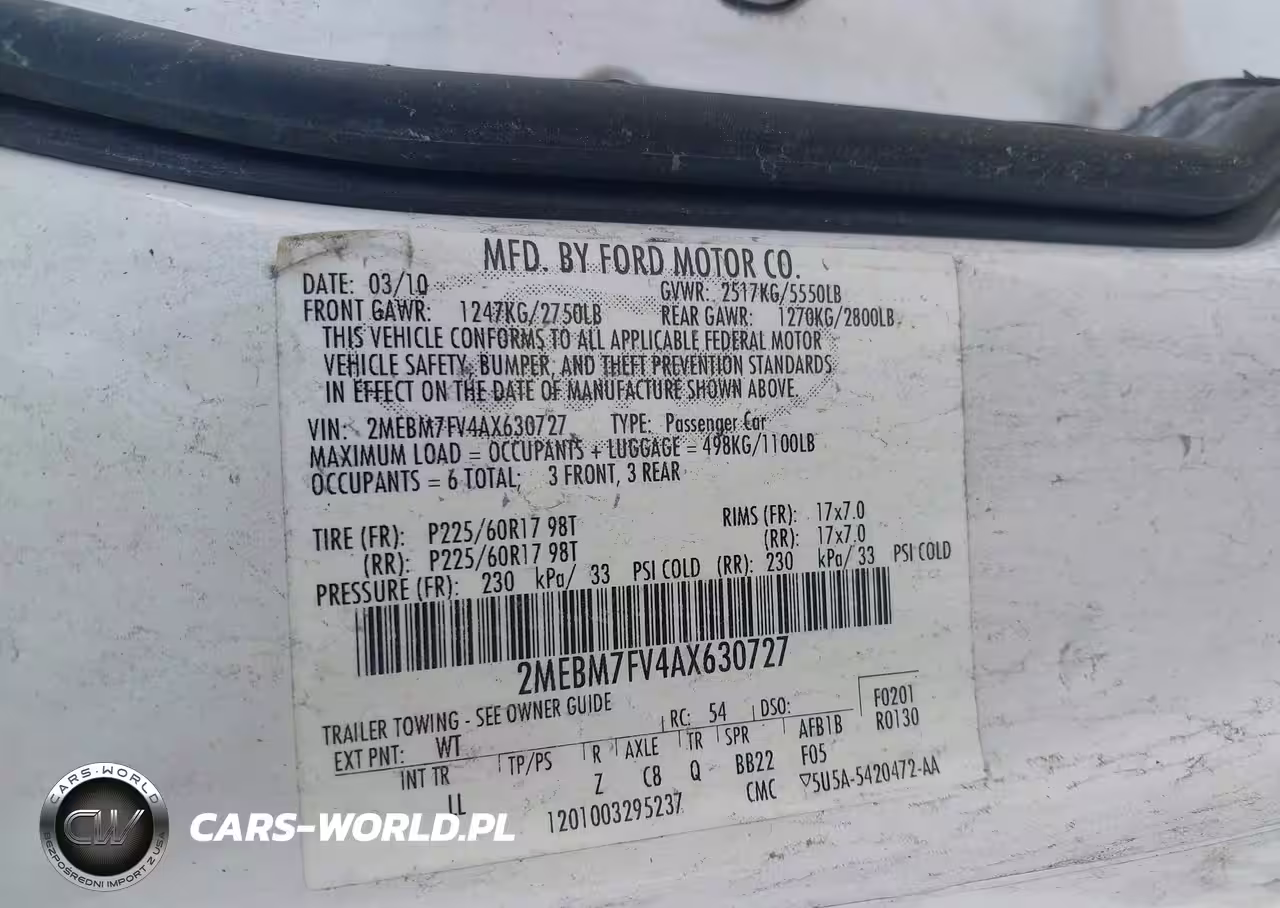 MFD. BY FORD MOTOR CO.
DATE: 03/10 GVWR: 2517KG/5550LB
FRONT GAWR: 1247KG/2750LB REAR GAWR: 1270KG/2800LB
THIS VEHICLE CONFORMS TO ALL APPLICABLE FEDERAL MOTOR
VEHICLE SAFETY, BUMPER, AND THEFT PREVENTION STANDARDS
IN EFFECT ON THE DATE OF MANUFACTURE SHOWN ABOVE.
VIN: 2MEBM7FV4AX630727 TYPE: Passenger Car
MAXIMUM LOAD = OCCUPANTS + LUGGAGE = 498KG/1100LB
OCCUPANTS = 6 TOTAL; 3 FRONT, 3 REAR
TIRE (FR): P225/60R17 98T RIMS (FR): 17x7.0
(RR): P225/60R17 98T (RR): 17x7.0
PRESSURE (FR): 230 kPa/ 33 PSI COLD (RR): 230 kPa/ 33 PSI COLD
2MEBM7FV4AX630727
TRAILER TOWING - SEE OWNER GUIDE
RC: 54 DSO: F0201
EXT PNT: WT AFB1B R0130
INT TR TP/PS R AXLE TR SPR F05
LL Z C8 Q BB22
1201003295237 CMC ▽5U5A-5420472-AA
CARS-WORLD
CW
BEZPOŚREDNI IMPORT Z USA
CARS-WORLD.PL